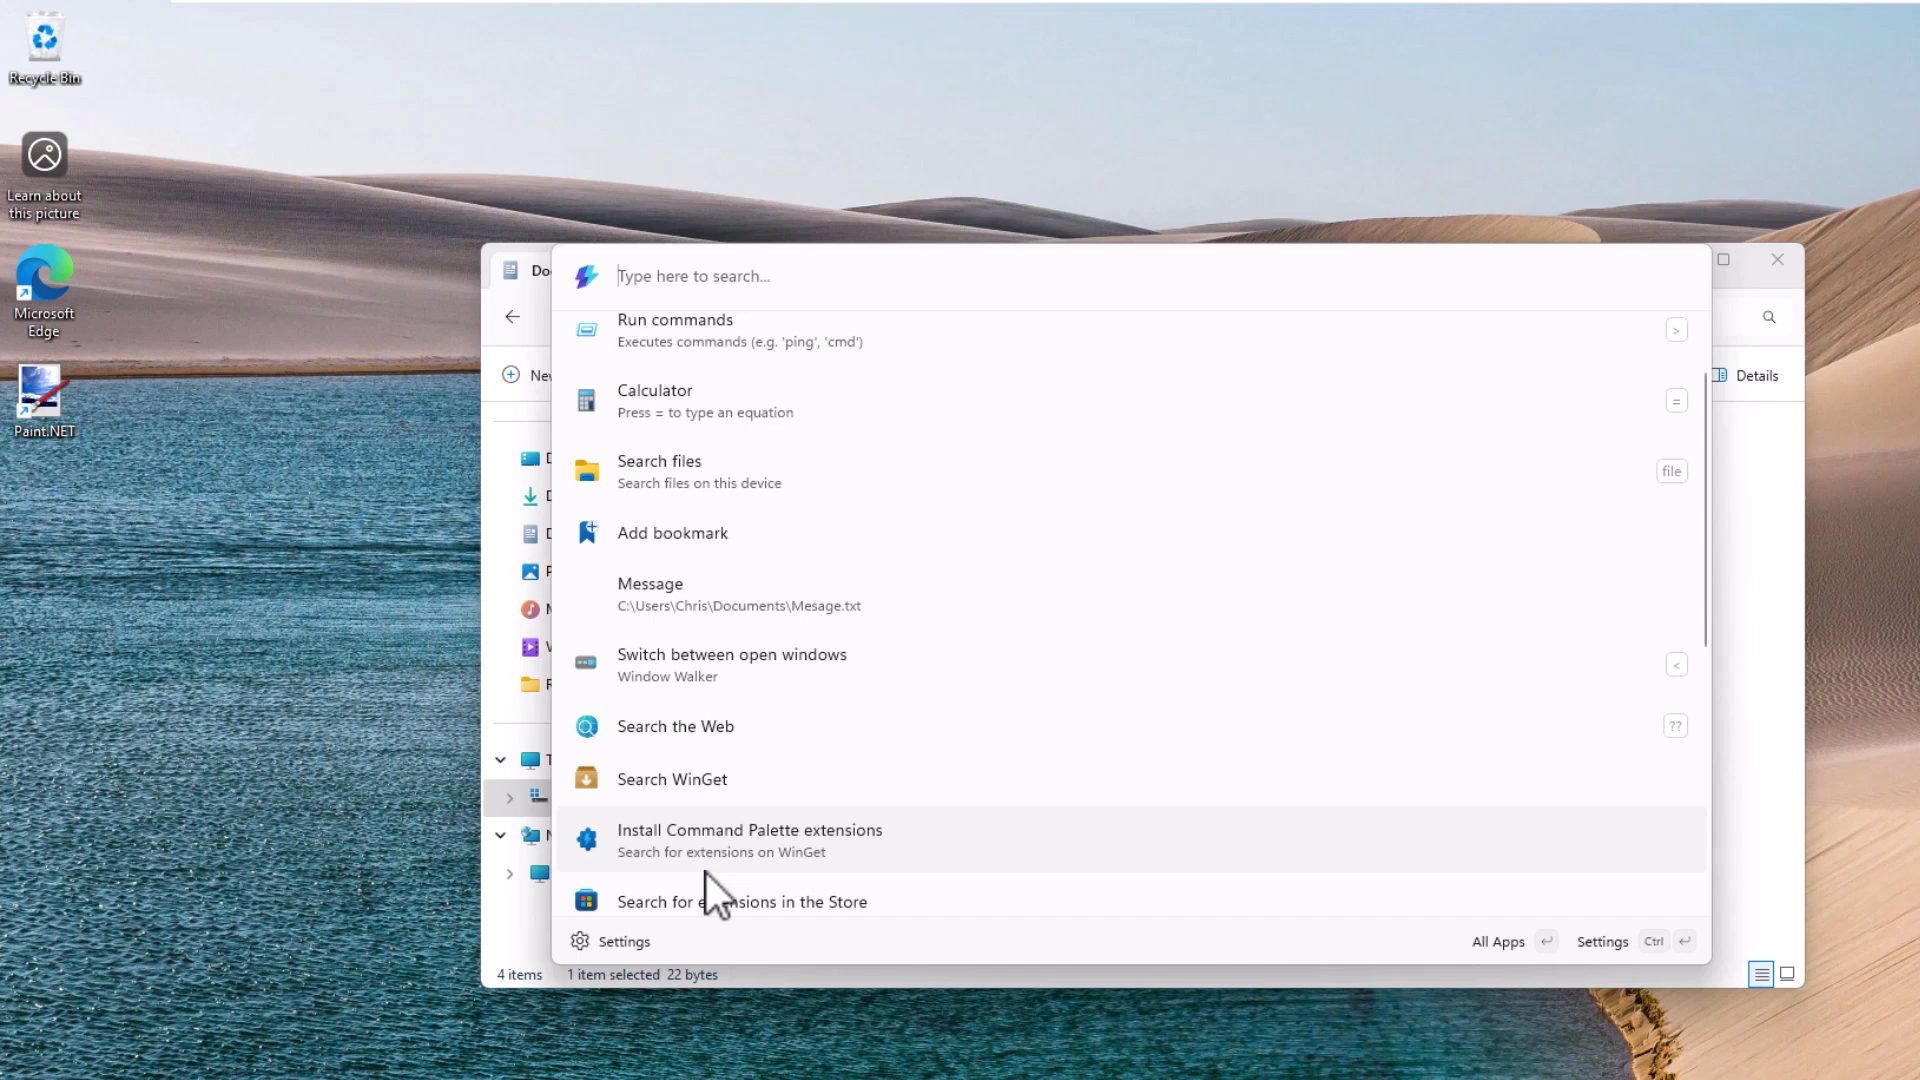 Recycle Bin
Learn about
this picture
Microsoft
Edge
Paint.NET
Type here to search...
Run commands
Executes commands (e.g. 'ping', 'cmd')
>
Calculator
Press = to type an equation
=
Search files
Search files on this device
file
Add bookmark
Message
C:\Users\Chris\Documents\Mesage.txt
Switch between open windows
Window Walker
<
Search the Web
??
Search WinGet
Install Command Palette extensions
Search for extensions on WinGet
Search for in the Store
Settings
All Apps
Settings Ctrl
Details
4 items 1 item selected 22 bytes